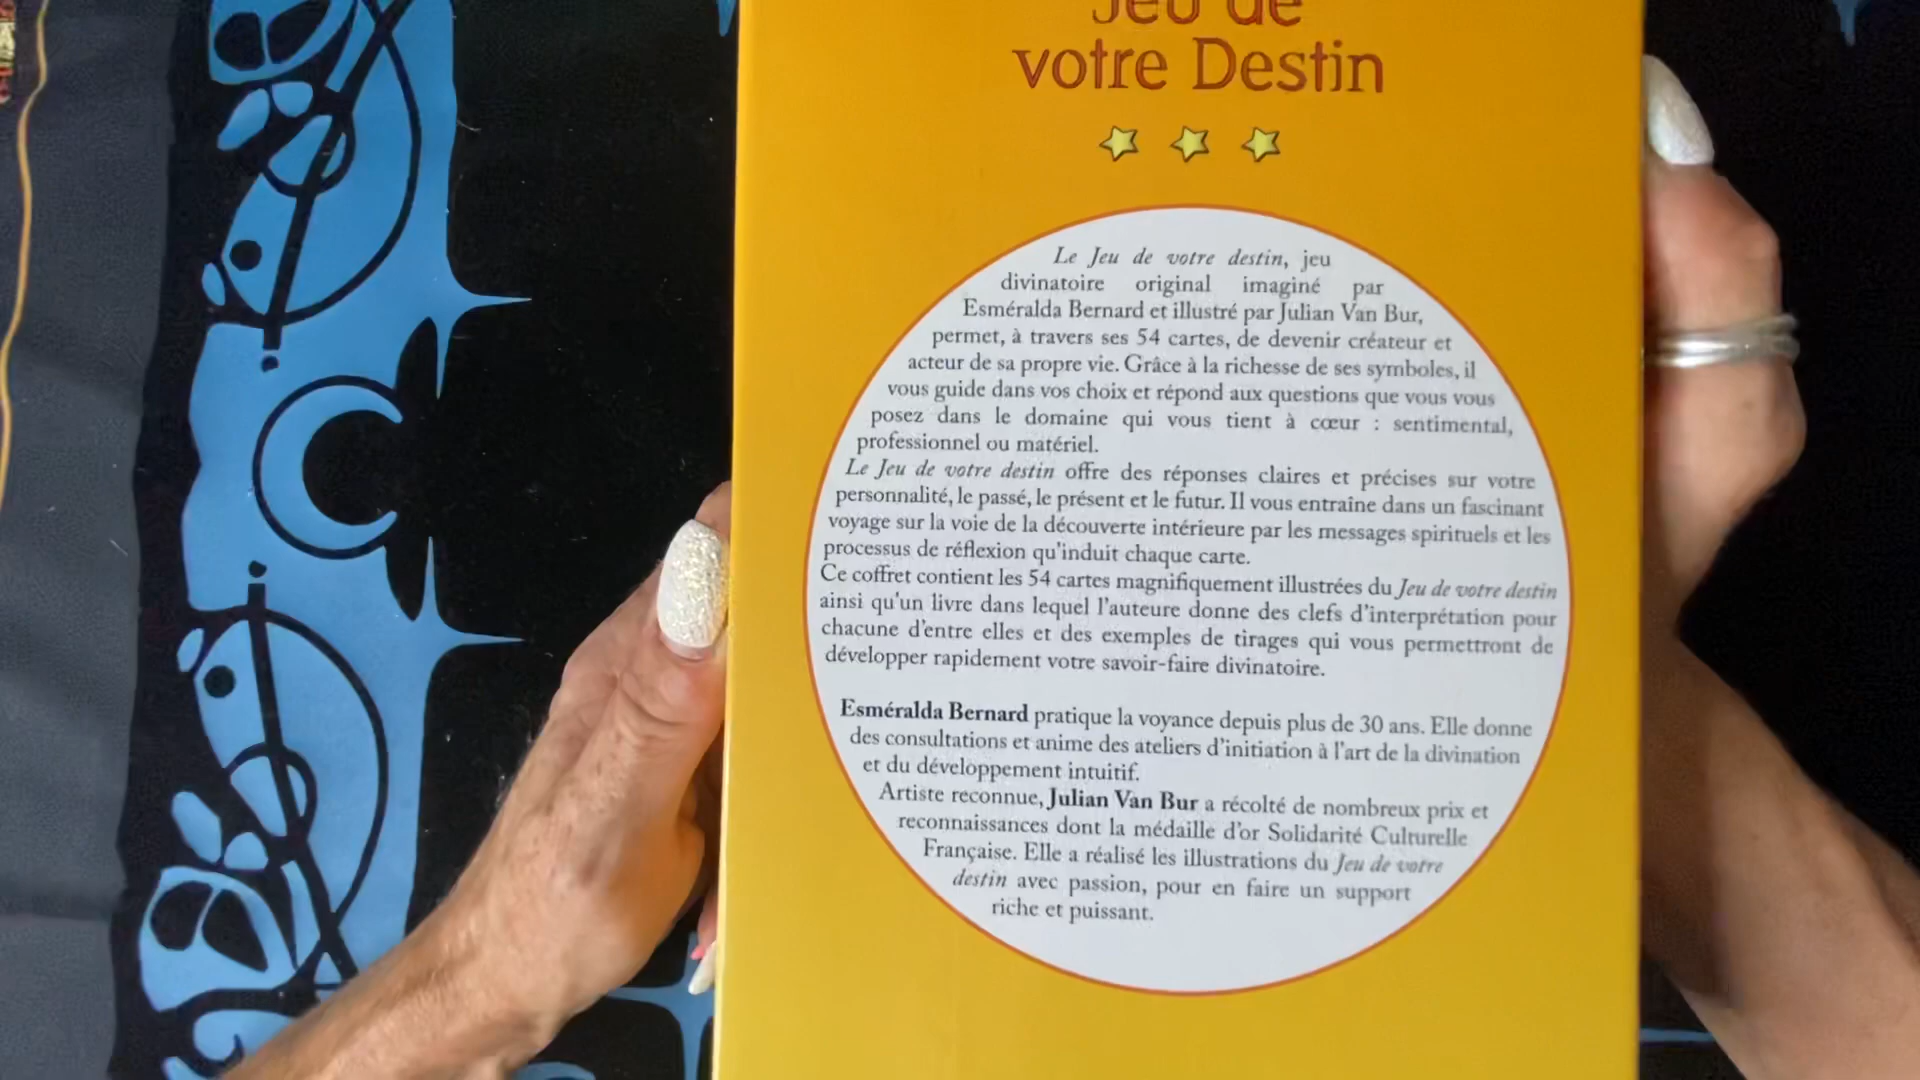 Jeu de
votre Destin
Le Jeu de votre destin, jeu
divinatoire original imaginé par
Esméralda Bernard et illustré par Julian Van Bur,
permet, à travers ses 54 cartes, de devenir créateur et
acteur de sa propre vie. Grâce à la richesse de ses symboles, il
vous guide dans vos choix et répond aux questions que vous vous
posez dans le domaine qui vous tient à cœur : sentimental,
professionnel ou matériel.
Le Jeu de votre destin offre des réponses claires et précises sur votre
personnalité, le passé, le présent et le futur. Il vous entraîne dans un fascinant
voyage sur la voie de la découverte intérieure par les messages spirituels et les
processus de réflexion qu'induit chaque carte.
Ce coffret contient les 54 cartes magnifiquement illustrées du Jeu de votre destin
ainsi qu'un livre dans lequel l'auteure donne des clefs d'interprétation pour
chacune d'entre elles et des exemples de tirages qui vous permettront de
développer rapidement votre savoir-faire divinatoire.
Esméralda Bernard pratique la voyance depuis plus de 30 ans. Elle donne
des consultations et anime des ateliers d'initiation à l'art de la divination
et du développement intuitif.
Artiste reconnue, Julian Van Bur a récolté de nombreux prix et
reconnaissances dont la médaille d'or Solidarité Culturelle
Française. Elle a réalisé les illustrations du Jeu de votre
destin avec passion, pour en faire un support
riche et puissant.